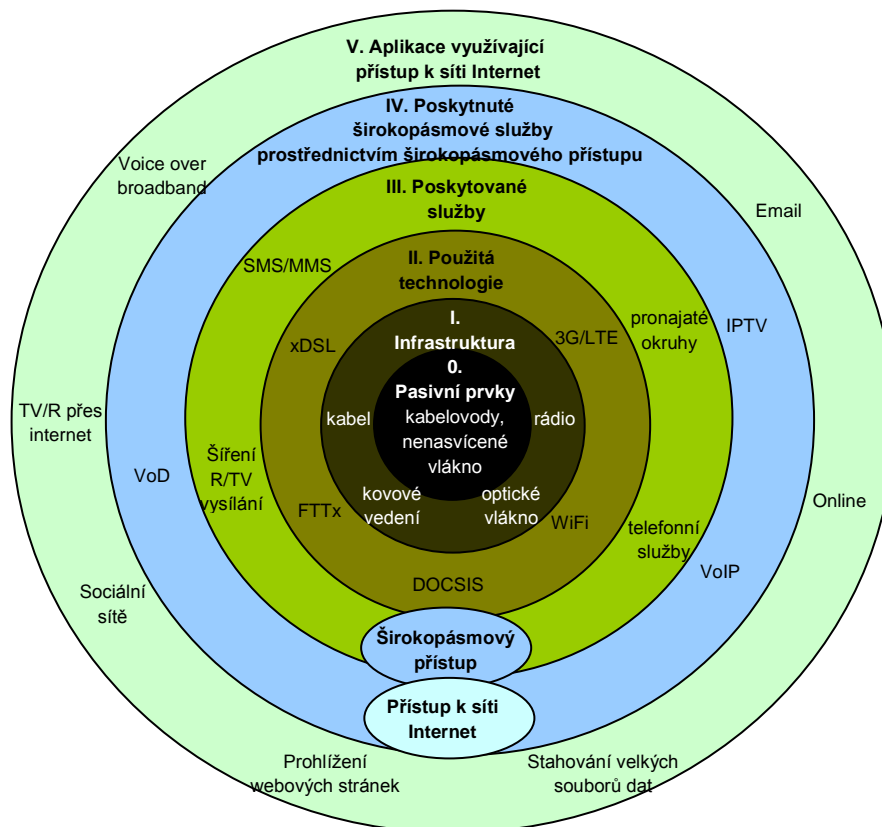 V. Aplikace využívající
přístup k síti Internet
IV. Poskytnuté
širokopásmové služby
prostřednictvím širokopásmového přístupu
Voice over
broadband
III. Poskytované
služby
Email
SMS/MMS
II. Použitá
technologie
pronajaté
okruhy
IPTV
xDSL
I.
Infrastruktura
3G/LTE
0.
Pasivní prvky
kabelovody,
nenasvícené
vlákno
kabel
rádio
TV/R přes
internet
VoD
Šíření
R/TV
vysílání
kovové
vedení
optické
vlákno
Online
FTTx
WiFi
telefonní
služby
VoIP
DOCSIS
Sociální
sítě
Širokopásmový
přístup
Přístup k síti
Internet
Prohlížení
webových stránek
Stahování velkých
souborů dat